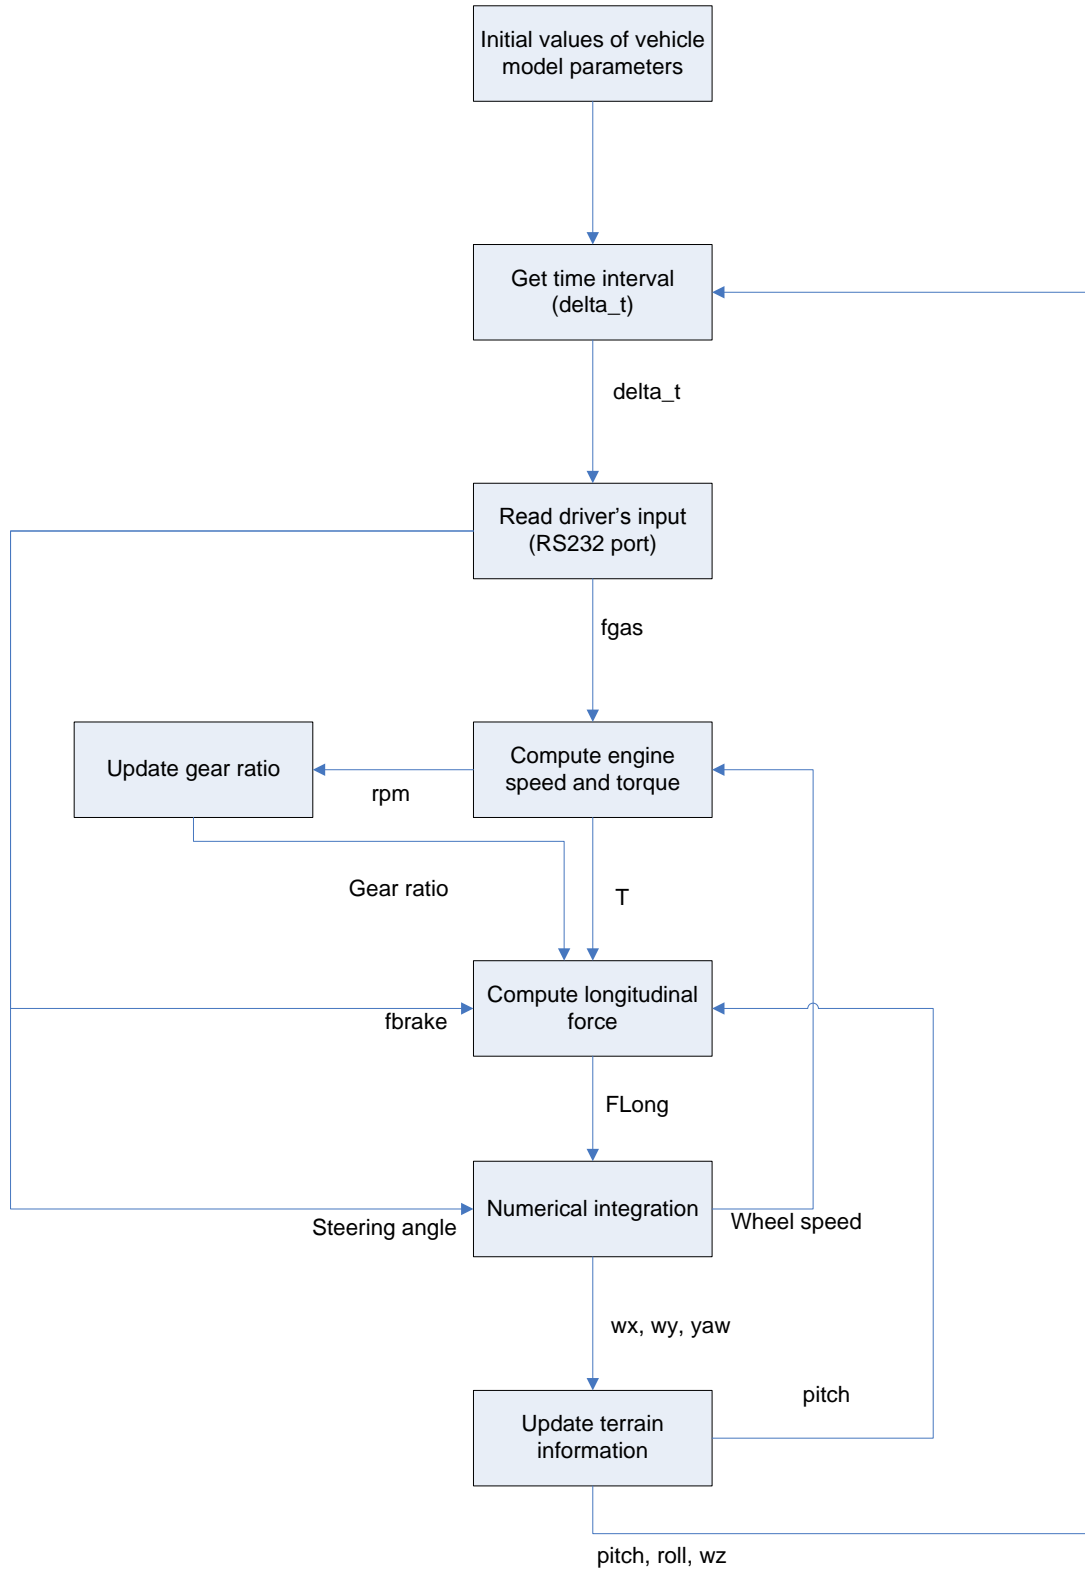 Initial values of vehicle
model parameters
Get time interval
(delta_t)
delta_t
Read driver's input
(RS232 port)
fgas
Update gear ratio
Compute engine
speed and torque
rpm
Gear ratio
T
Compute longitudinal
force
fbrake
FLong
Numerical integration
Steering angle
Wheel speed
wx, wy, yaw
pitch
Update terrain
information
pitch, roll, wz